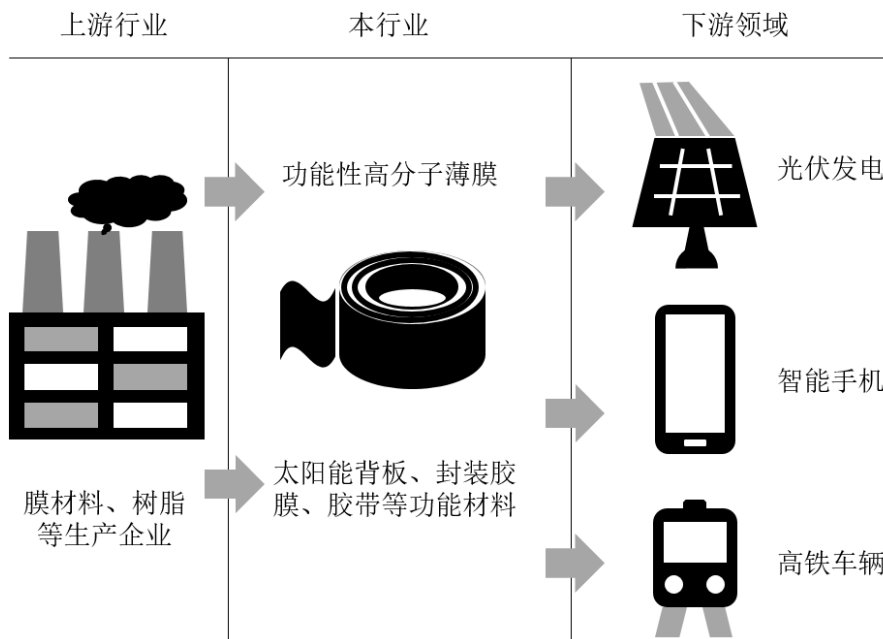 上游行业
本行业
下游领域
功能性高分子薄膜
光伏发电
智能手机
太阳能背板、封装胶
膜、胶带等功能材料
膜材料、树脂
等生产企业
高铁车辆